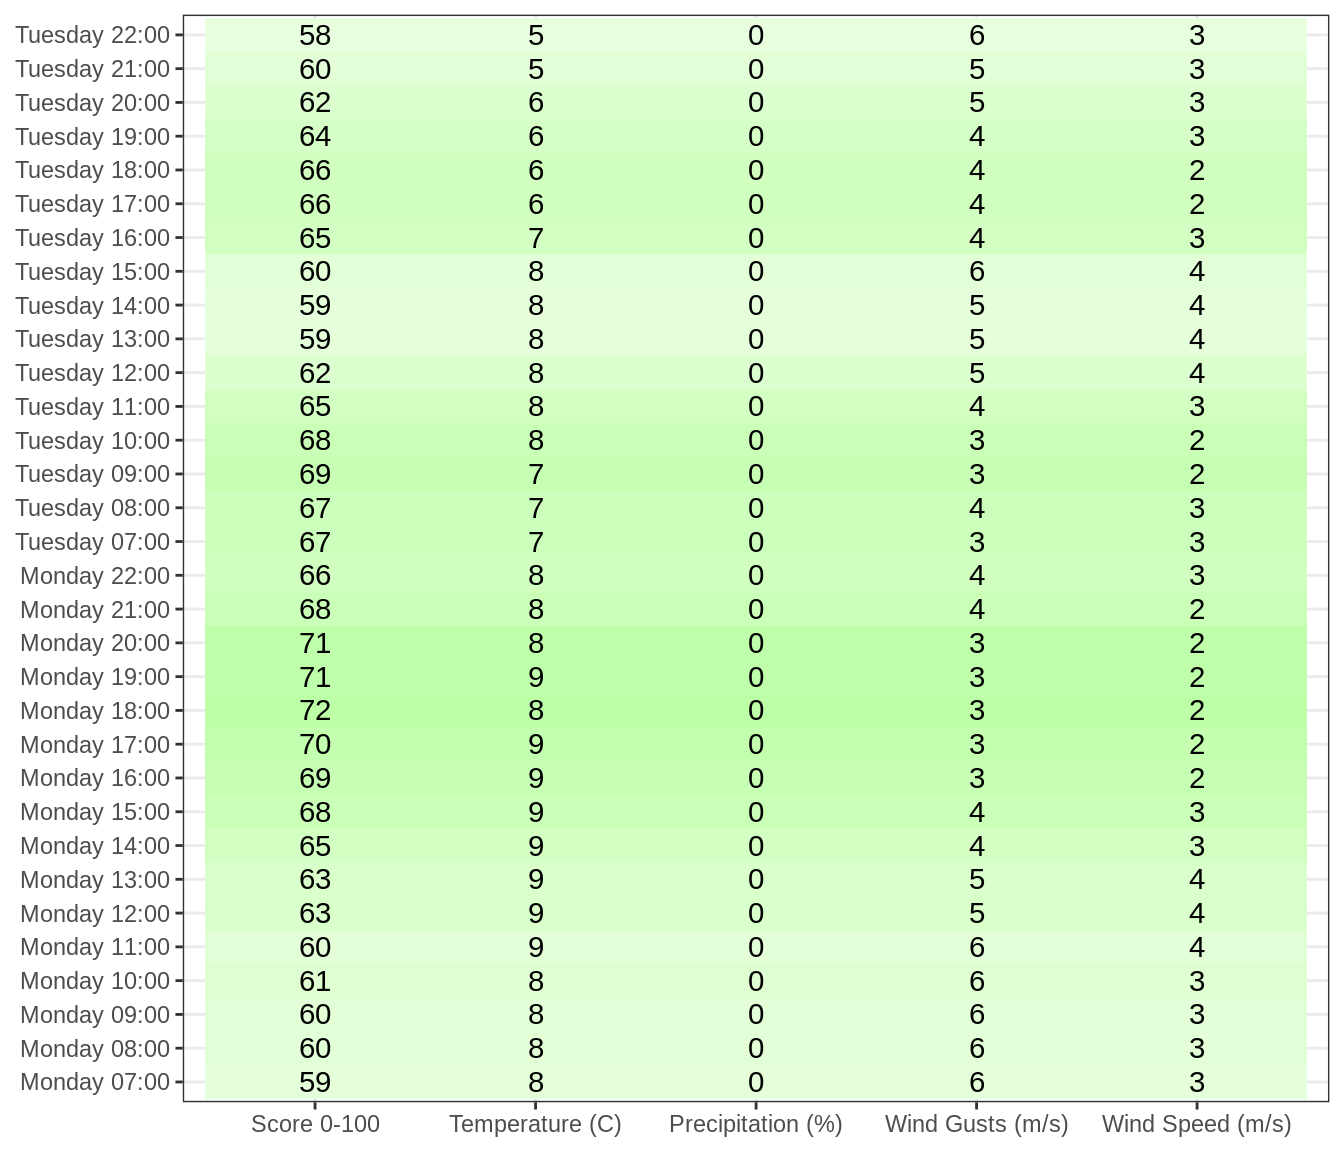 Tuesday 22:00 58 5 0 6 3
Tuesday 21:00 60 5 0 5 3
Tuesday 20:00 62 6 0 5 3
Tuesday 19:00 64 6 0 4 3
Tuesday 18:00 66 6 0 4 2
Tuesday 17:00 66 6 0 4 2
Tuesday 16:00 65 7 0 4 3
Tuesday 15:00 60 8 0 6 4
Tuesday 14:00 59 8 0 5 4
Tuesday 13:00 59 8 0 5 4
Tuesday 12:00 62 8 0 5 4
Tuesday 11:00 65 8 0 4 3
Tuesday 10:00 68 8 0 3 2
Tuesday 09:00 69 7 0 3 2
Tuesday 08:00 67 7 0 4 3
Tuesday 07:00 67 7 0 3 3
Monday 22:00 66 8 0 4 3
Monday 21:00 68 8 0 4 2
Monday 20:00 71 8 0 3 2
Monday 19:00 71 9 0 3 2
Monday 18:00 72 8 0 3 2
Monday 17:00 70 9 0 3 2
Monday 16:00 69 9 0 3 2
Monday 15:00 68 9 0 4 3
Monday 14:00 65 9 0 4 3
Monday 13:00 63 9 0 5 4
Monday 12:00 63 9 0 5 4
Monday 11:00 60 9 0 6 4
Monday 10:00 61 8 0 6 3
Monday 09:00 60 8 0 6 3
Monday 08:00 60 8 0 6 3
Monday 07:00 59 8 0 6 3
Score 0-100 Temperature (C) Precipitation (%) Wind Gusts (m/s) Wind Speed (m/s)